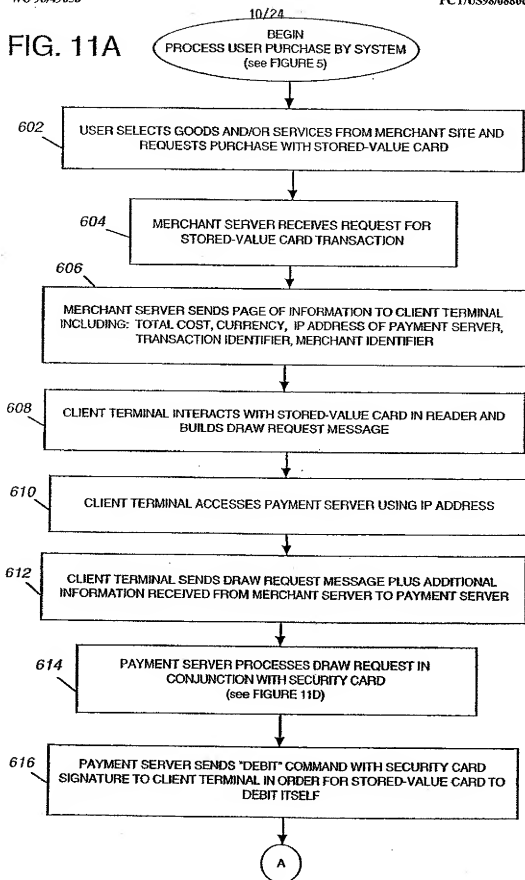 10/24
FIG. 11A
BEGIN
PROCESS USER PURCHASE BY SYSTEM
(see FIGURE 5)
602
USER SELECTS GOODS AND/OR SERVICES FROM MERCHANT SITE AND
REQUESTS PURCHASE WITH STORED-VALUE CARD
604
MERCHANT SERVER RECEIVES REQUEST FOR
STORED-VALUE CARD TRANSACTION
606
MERCHANT SERVER SENDS PAGE OF INFORMATION TO CLIENT TERMINAL
INCLUDING: TOTAL COST, CURRENCY, IP ADDRESS OF PAYMENT SERVER,
TRANSACTION IDENTIFIER, MERCHANT IDENTIFIER
608
CLIENT TERMINAL INTERACTS WITH STORED-VALUE CARD IN READER AND
BUILDS DRAW REQUEST MESSAGE
610
CLIENT TERMINAL ACCESSES PAYMENT SERVER USING IP ADDRESS
612
CLIENT TERMINAL SENDS DRAW REQUEST MESSAGE PLUS ADDITIONAL
INFORMATION RECEIVED FROM MERCHANT SERVER TO PAYMENT SERVER
614
PAYMENT SERVER PROCESSES DRAW REQUEST IN
CONJUNCTION WITH SECURITY CARD
(see FIGURE 11D)
616
PAYMENT SERVER SENDS "DEBIT" COMMAND WITH SECURITY CARD
SIGNATURE TO CLIENT TERMINAL IN ORDER FOR STORED-VALUE CARD TO
DEBIT ITSELF
A